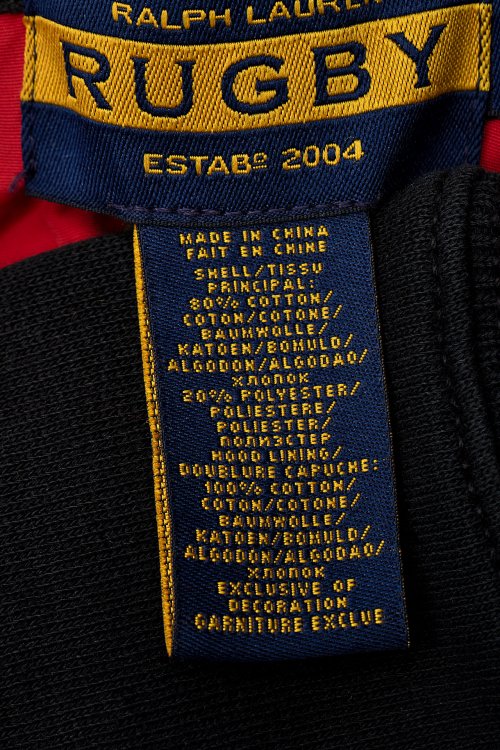 RALPH LAUREN
RUGBY
ESTABº 2004
MADE IN CHINA
FAIT EN CHINE
SHELL/TISSU
PRINCIPAL:
80% COTTON/
COTON/COTONE/
BAUMWOLLE/
KATOEN/BOMULD/
ALGODON/ALGODAO/
ХЛОПОК
20% POLYESTER/
POLIESTERE/
POLIESTER/
ПОЛИЭСТЕР
HOOD LINING/
DOUBLURE CAPUCHE:
100% COTTON/
COTON/COTONE/
BAUMWOLLE/
KATOEN/BOMULD/
ALGODON/ALGODAO/
ХЛОПОК
EXCLUSIVE OF
DECORATION
GARNITURE EXCLUE